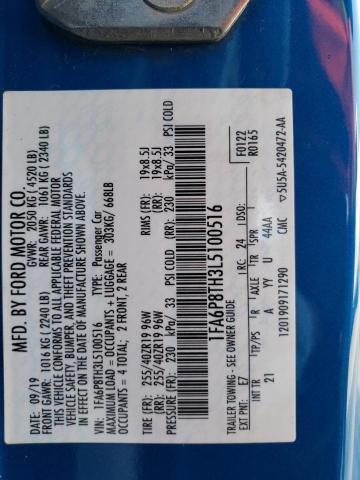 MFD. BY FORD MOTOR CO.
09/19 GVWR: 2050 KG ( 4520 LB)
FRONT GAWR: 1016 KG (2240 LB) REAR GAWR: 1061 KG (2340 LB)
THIS VEHICLE CONFORMS TO ALL APPLICABLE FEDERAL MOTOR
VEHICLE SAFETY, BUMPER, AND THEFT PREVENTION STANDARDS
IN EFFECT ON THE DATE OF MANUFACTURE SHOWN ABOVE.
VIN: 1FA6P8TH3L5100516 TYPE: Passenger Car
MAXIMUM LOAD = OCCUPANTS + LUGGAGE = 303KG/ 668LB
OCCUPANTS = 4 TOTAL: 2 FRONT, 2 REAR
TIRE (FR): 255/40ZR19 96W RIMS (FR): 19x8.5J
TIRE (RR): 255/40ZR19 96W RIMS (RR): 19x8.5J
PRESSURE (FR): 230 kPa/ 33 PSI COLD (RR): 230 kPa/ 33 PSI COLD
1FA6P8TH3L5100516
TRAILER TOWING - SEE OWNER GUIDE F0122
EXT PNT: E7 RC: 24 DSO: R0165
INT TR TP/PS R AXLE TR SPR
21 A YY U 44AA
12019091​71290 CMC 5U5A-5420472-AA